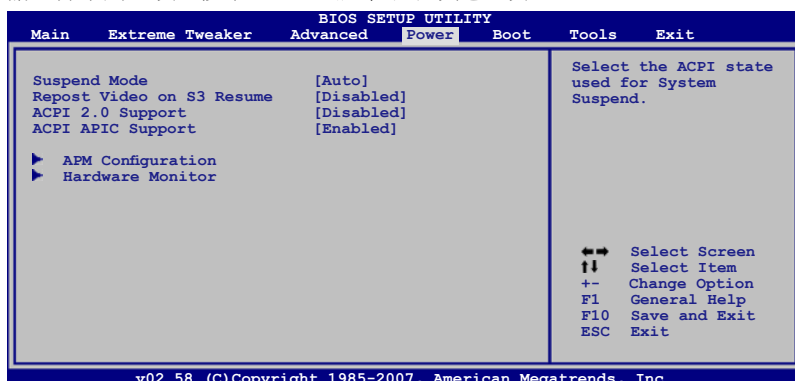 BIOS SETUP UTILITY
Main Extreme Tweaker Advanced Power Boot Tools Exit
Suspend Mode [Auto]
Repost Video on S3 Resume [Disabled]
ACPI 2.0 Support [Disabled]
ACPI APIC Support [Enabled]
APM Configuration
Hardware Monitor
Select the ACPI state
used for System
Suspend.
Select Screen
Select Item
+- Change Option
F1 General Help
F10 Save and Exit
ESC Exit
v02.58 (C)Copyright 1985-2007, American Megatrends, Inc.